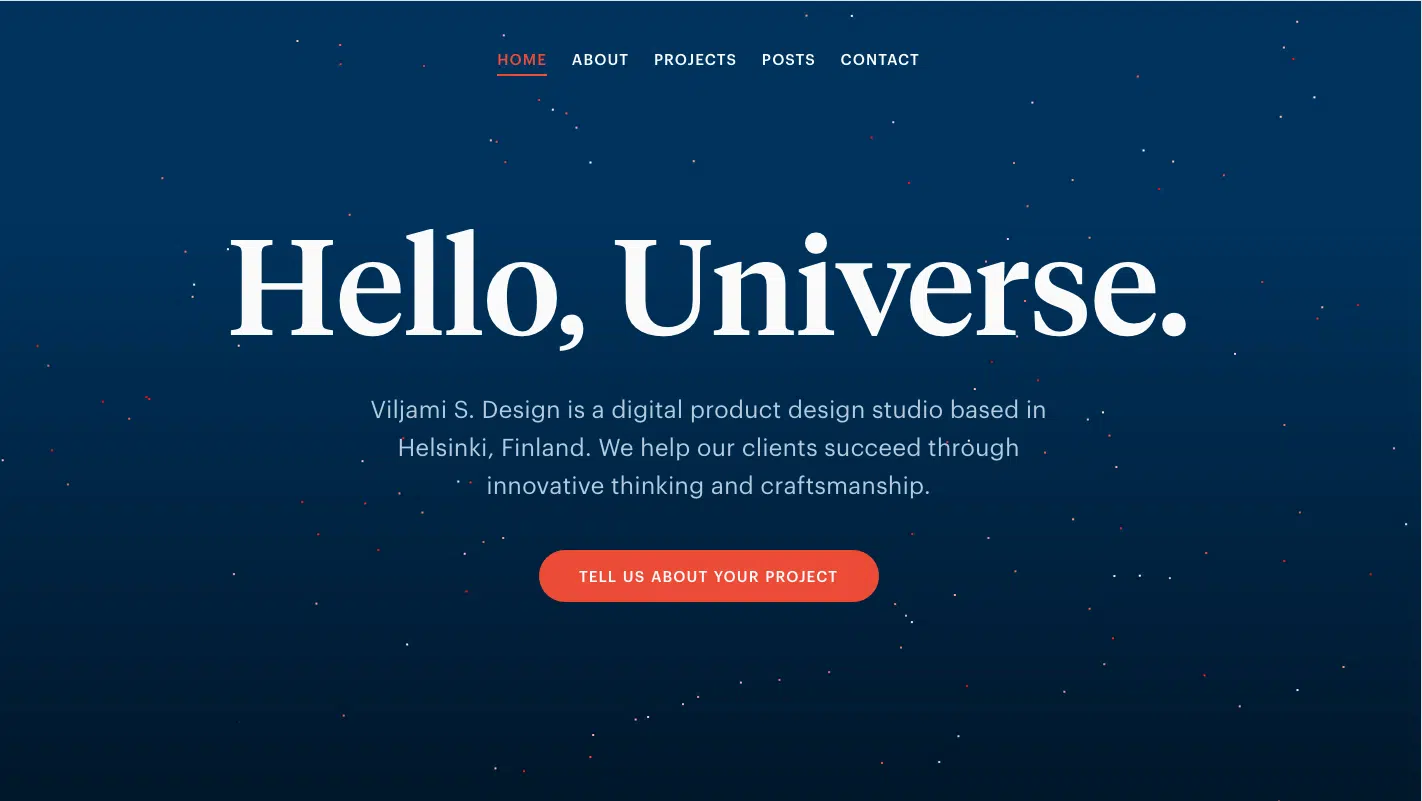 HOME ABOUT PROJECTS POSTS CONTACT
Hello, Universe.
Viljami S. Design is a digital product design studio based in
Helsinki, Finland. We help our clients succeed through
innovative thinking and craftsmanship.
TELL US ABOUT YOUR PROJECT